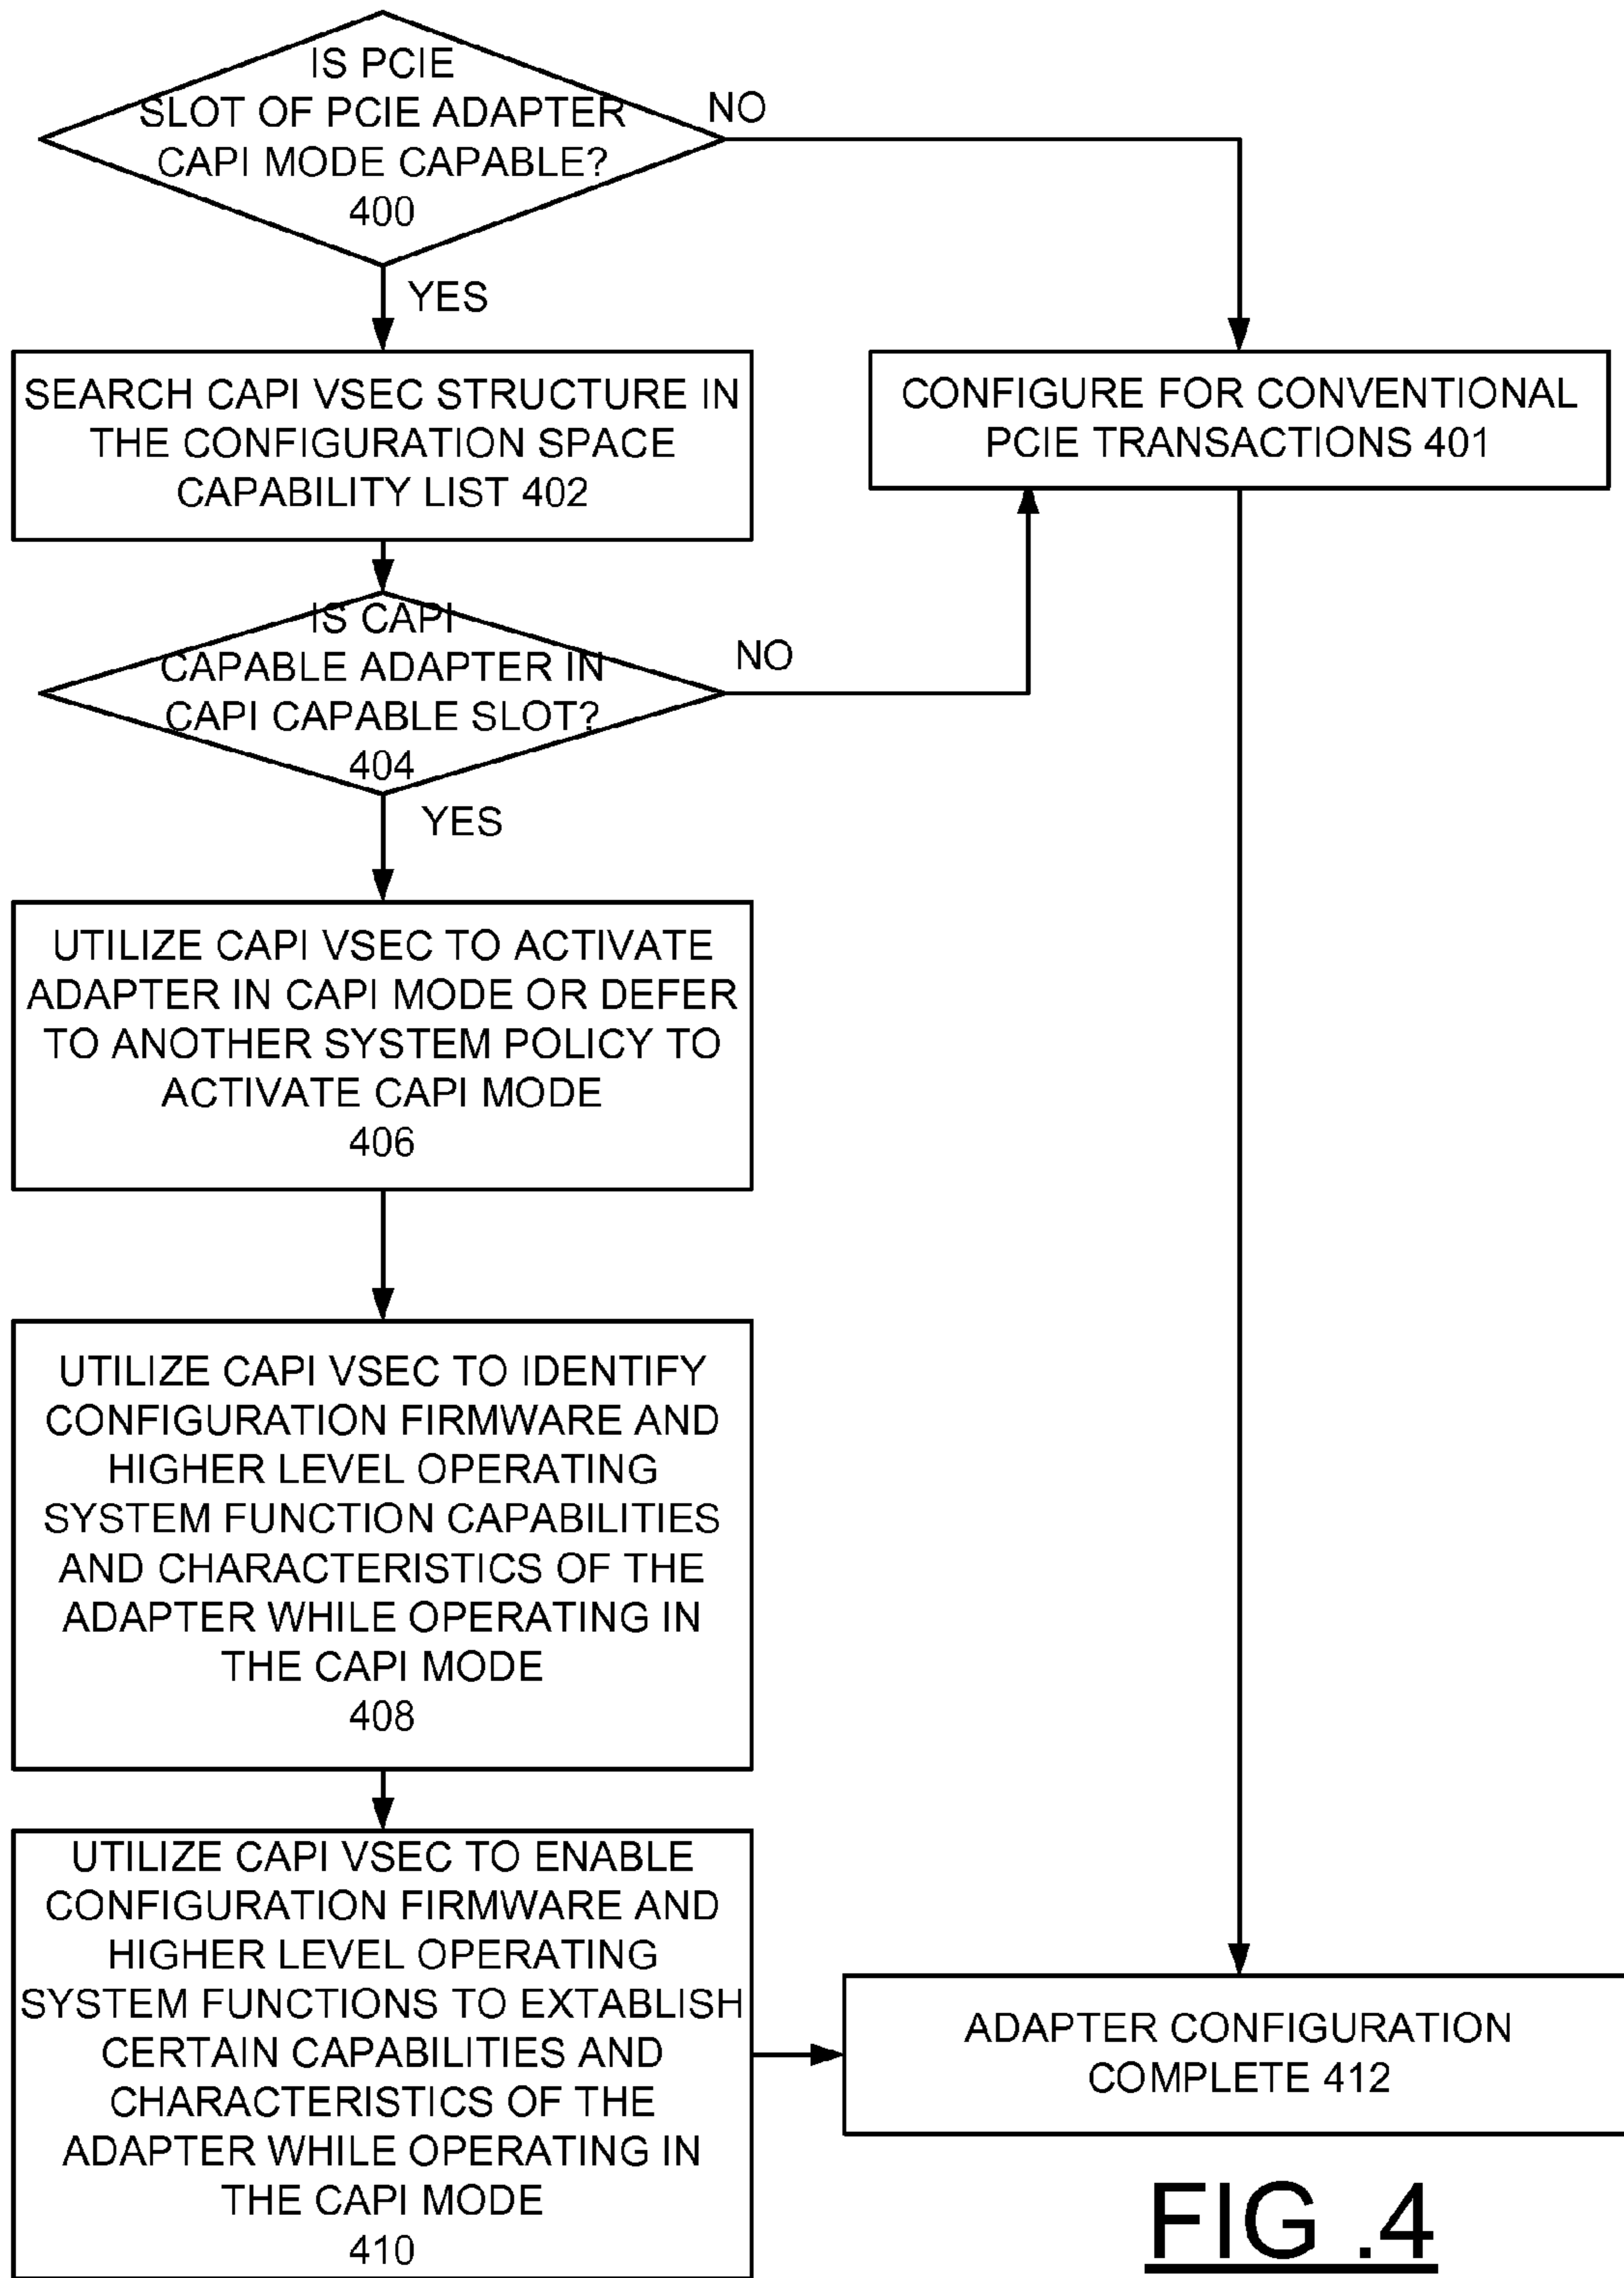 IS PCIE
SLOT OF PCIE ADAPTER
CAPI MODE CAPABLE?
400
NO
YES
SEARCH CAPI VSEC STRUCTURE IN
THE CONFIGURATION SPACE
CAPABILITY LIST 402
CONFIGURE FOR CONVENTIONAL
PCIE TRANSACTIONS 401
IS CAPI
CAPABLE ADAPTER IN
CAPI CAPABLE SLOT?
404
NO
YES
UTILIZE CAPI VSEC TO ACTIVATE
ADAPTER IN CAPI MODE OR DEFER
TO ANOTHER SYSTEM POLICY TO
ACTIVATE CAPI MODE
406
UTILIZE CAPI VSEC TO IDENTIFY
CONFIGURATION FIRMWARE AND
HIGHER LEVEL OPERATING
SYSTEM FUNCTION CAPABILITIES
AND CHARACTERISTICS OF THE
ADAPTER WHILE OPERATING IN
THE CAPI MODE
408
UTILIZE CAPI VSEC TO ENABLE
CONFIGURATION FIRMWARE AND
HIGHER LEVEL OPERATING
SYSTEM FUNCTIONS TO EXTABLISH
CERTAIN CAPABILITIES AND
CHARACTERISTICS OF THE
ADAPTER WHILE OPERATING IN
THE CAPI MODE
410
ADAPTER CONFIGURATION
COMPLETE 412
FIG .4